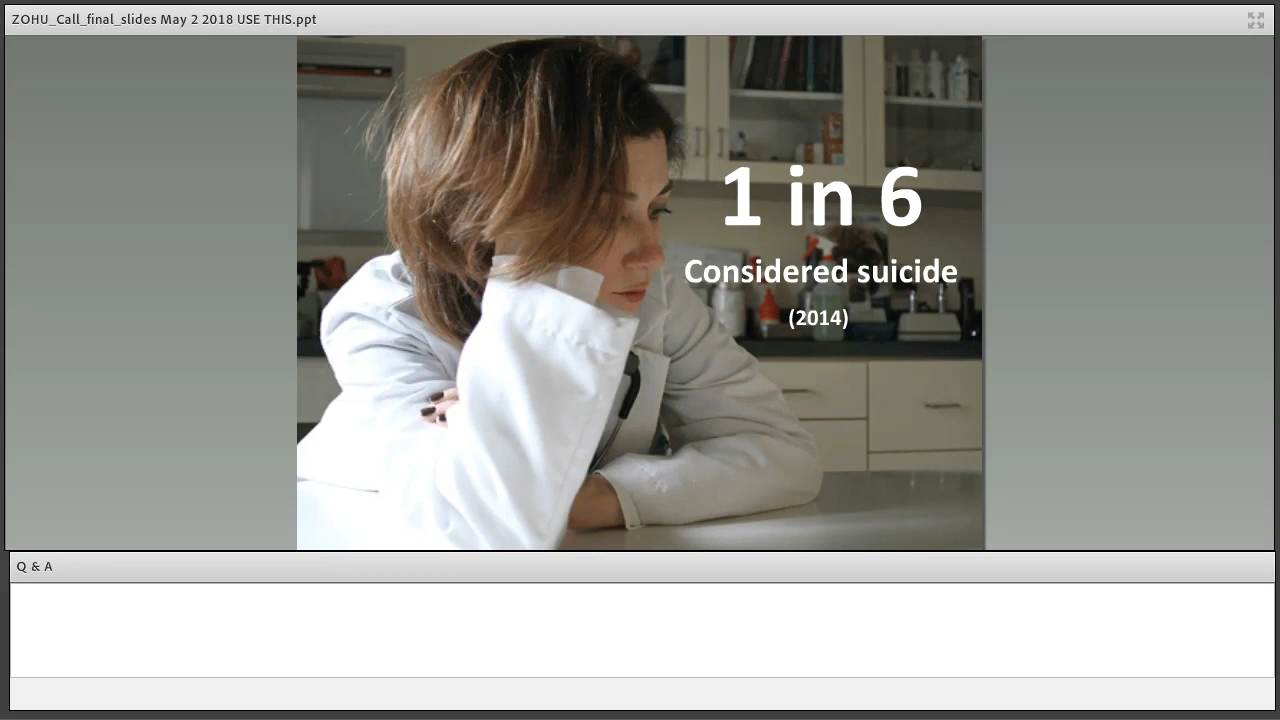 ZOHU_Call_final_slides May 2 2018 USE THIS.ppt
1 in 6
Considered suicide
(2014)
Q & A